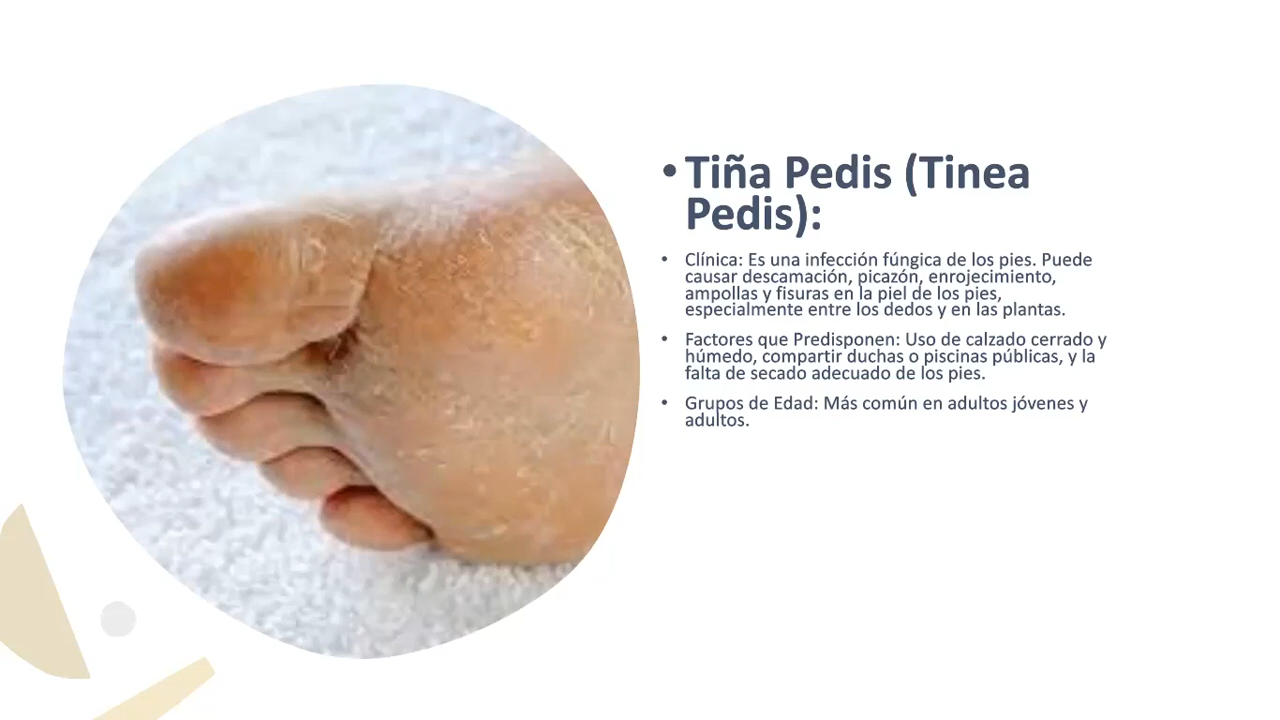 • Tiña Pedis (Tinea
Pedis):
• Clínica: Es una infección fúngica de los pies. Puede
causar descamación, picazón, enrojecimiento,
ampollas y fisuras en la piel de los pies,
especialmente entre los dedos y en las plantas.
• Factores que Predisponen: Uso de calzado cerrado y
húmedo, compartir duchas o piscinas públicas, y la
falta de secado adecuado de los pies.
• Grupos de Edad: Más común en adultos jóvenes y
adultos.